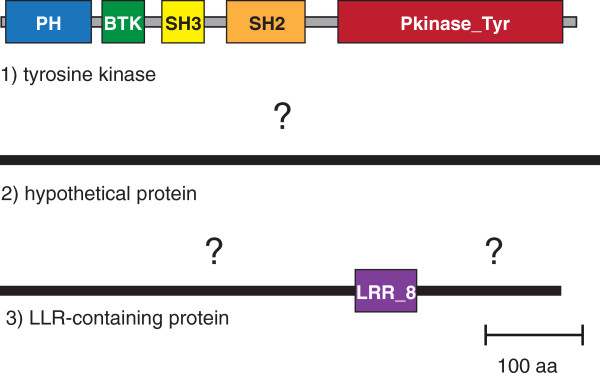 PH BTK SH3 SH2 Pkinase_Tyr
1) tyrosine kinase
?
2) hypothetical protein
? ?
LRR_8
3) LLR-containing protein
100 aa